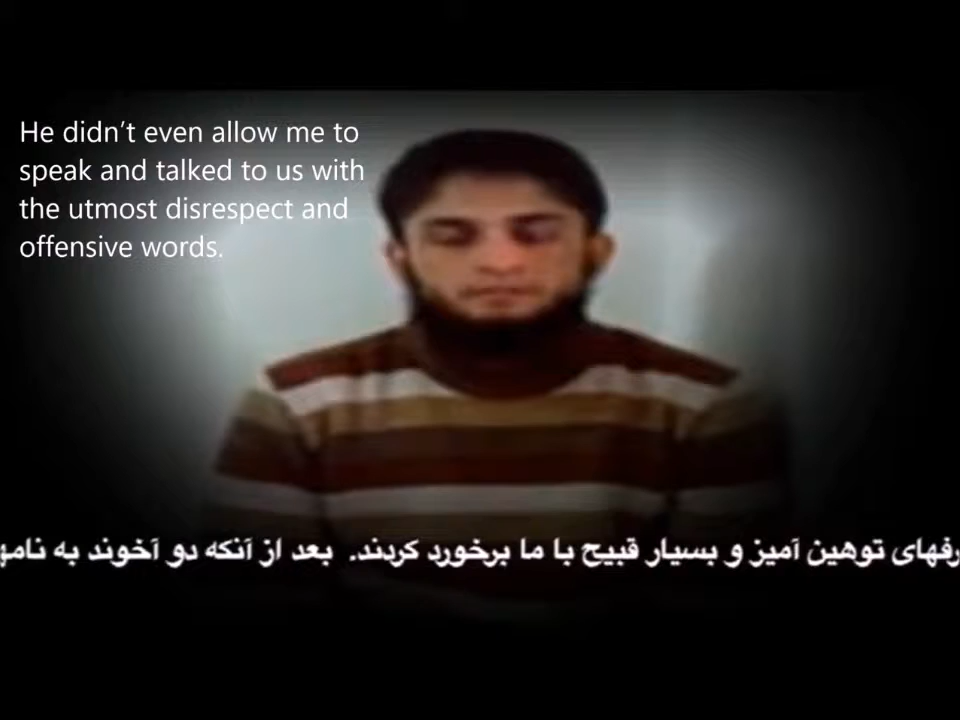 He didn't even allow me to
speak and talked to us with
the utmost disrespect and
offensive words.
توهین آمیز و بسیار قبیح با ما برخورد کردند. بعد از آنکه دو آخوند به